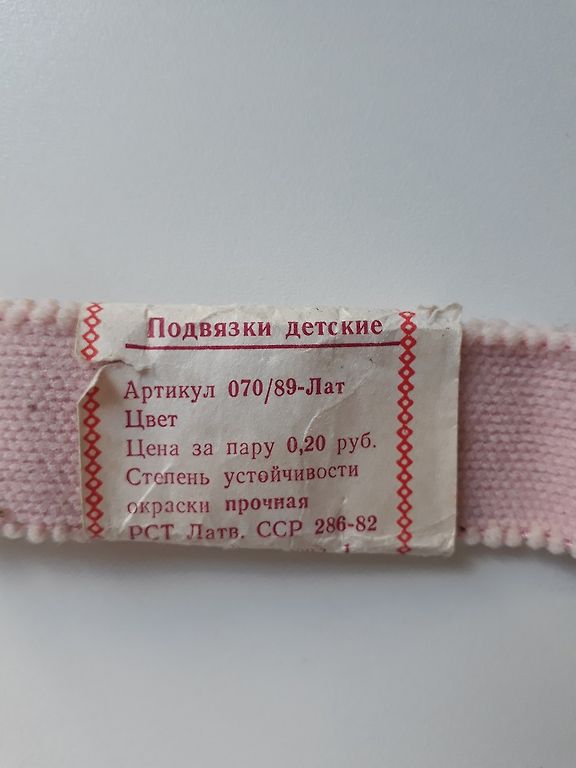 Подвязки детские
Артикул 070/89-Лат
Цвет
Цена за пару 0,20 руб.
Степень устойчивости
окраски прочная
РСТ Латв. ССР 286-82